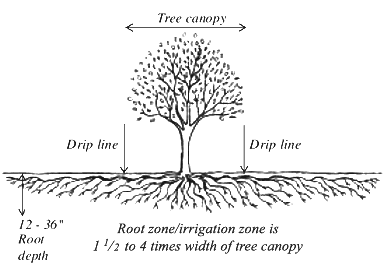 Tree canopy
Drip line
Drip line
12 - 36"
Root
depth
Root zone/irrigation zone is
1 1/2 to 4 times width of tree canopy